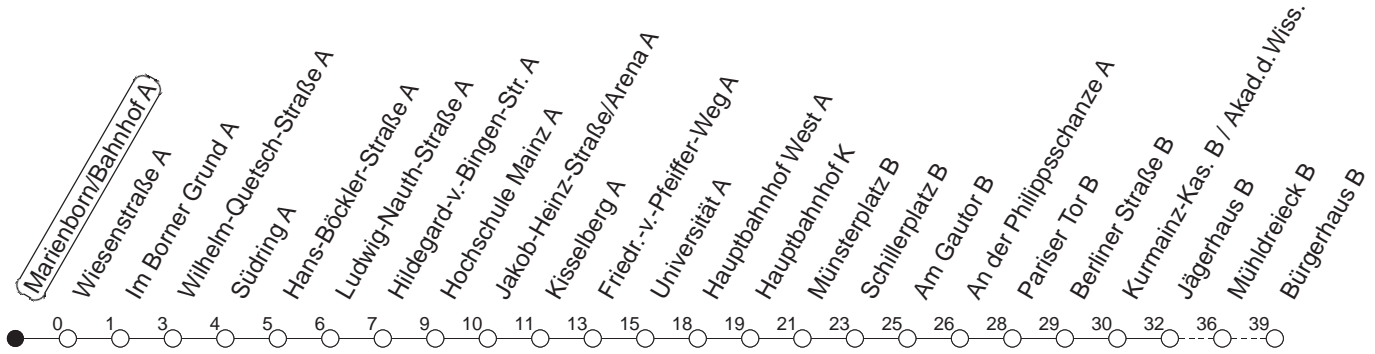 Marienborn/Bahnhof A
Wiesenstraße A
Im Borner Grund A
Wilhelm-Quetsch-Straße A
Südring A
Hans-Böckler-Straße A
Ludwig-Nauth-Straße A
Hildegard-v.-Bingen-Str. A
Hochschule Mainz A
Jakob-Heinz-Straße/Arena A
Kisselberg A
Friedr.-v.-Pfeiffer-Weg A
Universität A
Hauptbahnhof West A
Hauptbahnhof K
Münsterplatz B
Schillerplatz B
Am Gautor B
An der Philippsschanze A
Pariser Tor B
Berliner Straße B
Kurmainz-Kas. B / Akad.d.Wiss.
Jägerhaus B
Mühldreieck B
Bürgerhaus B
0 1 3 4 5 6 7 9 10 11 13 15 18 19 21 23 25 26 28 29 30 32 36 39